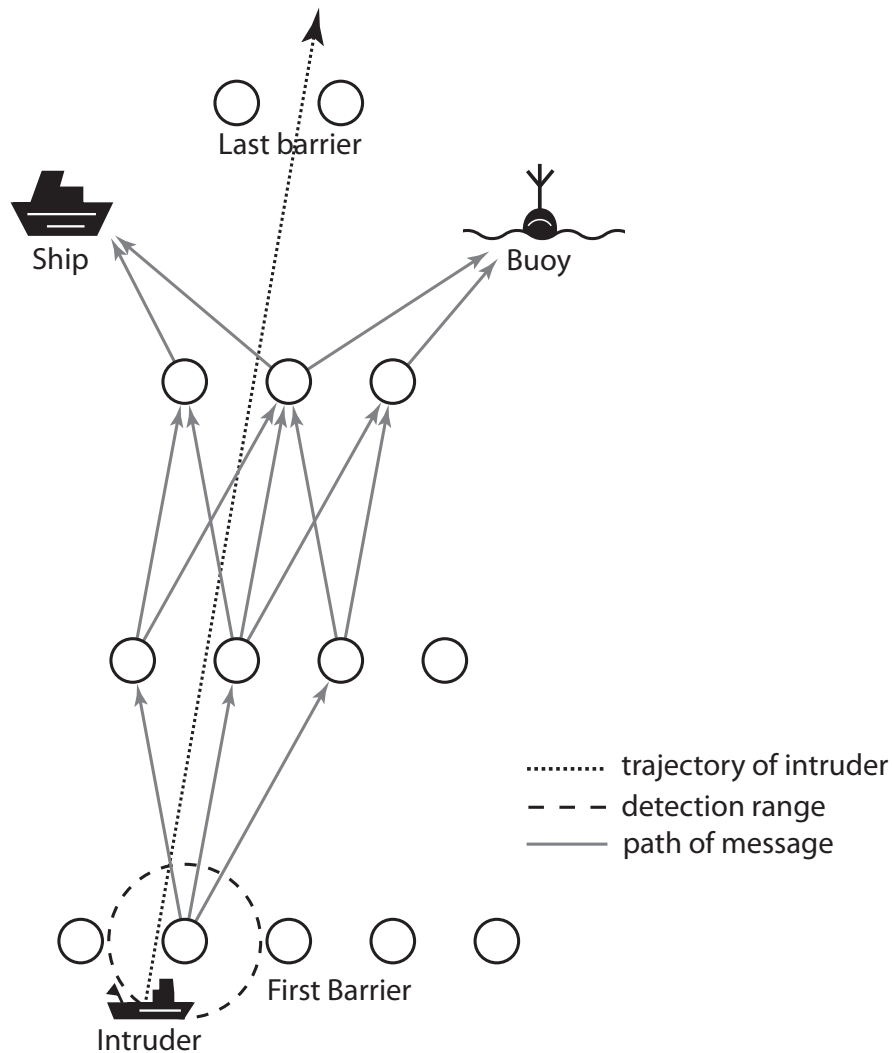 Last barrier
Ship
Buoy
trajectory of intruder
detection range
path of message
First Barrier
Intruder